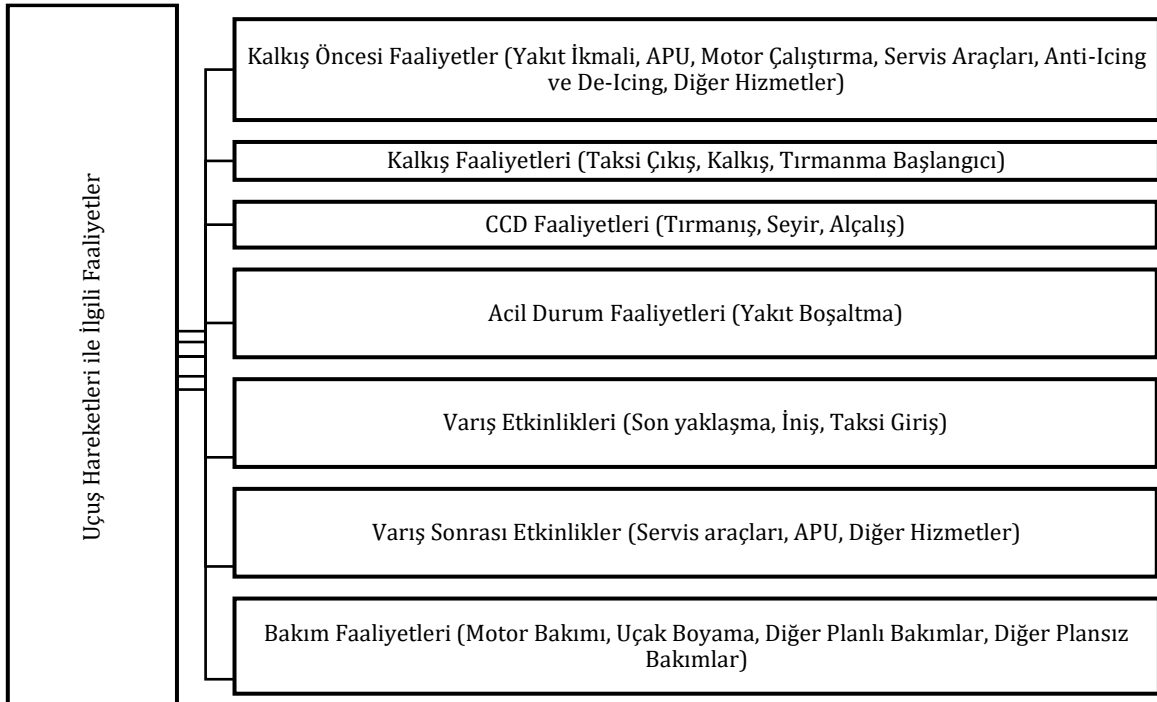 Uçuş Hareketleri ile İlgili Faaliyetler
Kalkış Öncesi Faaliyetler (Yakıt İkmali, APU, Motor Çalıştırma, Servis Araçları, Anti-Icing
ve De-Icing, Diğer Hizmetler)
Kalkış Faaliyetleri (Taksi Çıkış, Kalkış, Tırmanma Başlangıcı)
CCD Faaliyetleri (Tırmanış, Seyir, Alçalış)
Acil Durum Faaliyetleri (Yakıt Boşaltma)
Varış Etkinlikleri (Son yaklaşma, İniş, Taksi Giriş)
Varış Sonrası Etkinlikler (Servis araçları, APU, Diğer Hizmetler)
Bakım Faaliyetleri (Motor Bakımı, Uçak Boyama, Diğer Planlı Bakımlar, Diğer Plansız
Bakımlar)